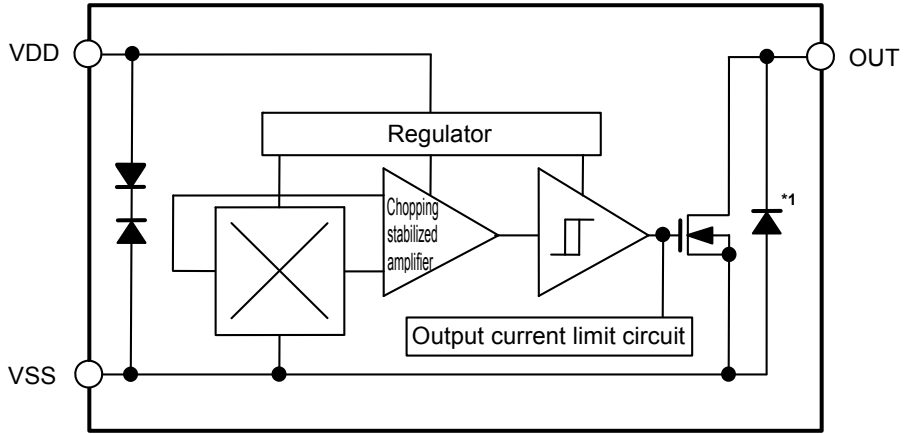 VDD
OUT
Regulator
Chopping
stabilized
amplifier
*1
Output current limit circuit
VSS